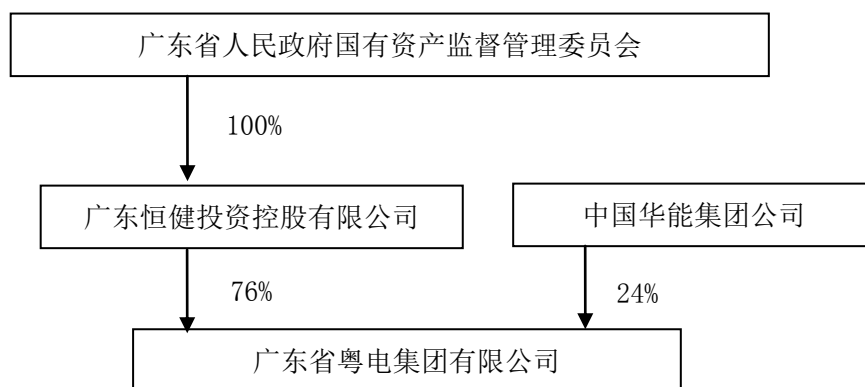 广东省人民政府国有资产监督管理委员会
100%
广东恒健投资控股有限公司
中国华能集团公司
76%
24%
广东省粤电集团有限公司